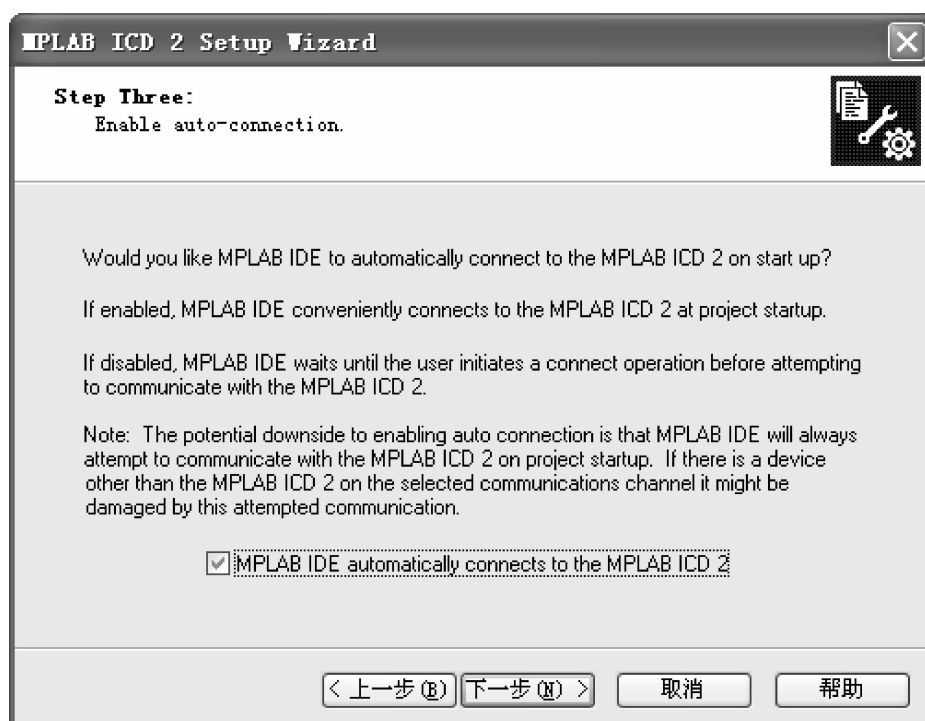 MPLAB ICD 2 Setup Wizard
Step Three:
Enable auto-connection.
Would you like MPLAB IDE to automatically connect to the MPLAB ICD 2 on start up?
If enabled, MPLAB IDE conveniently connects to the MPLAB ICD 2 at project startup.
If disabled, MPLAB IDE waits until the user initiates a connect operation before attempting
to communicate with the MPLAB ICD 2.
Note:  The potential downside to enabling auto connection is that MPLAB IDE will always
attempt to communicate with the MPLAB ICD 2 on project startup.  If there is a device
other than the MPLAB ICD 2 on the selected communications channel it might be
damaged by this attempted communication.
MPLAB IDE automatically connects to the MPLAB ICD 2
< 上一步(B) 下一步(N) > 取消 帮助